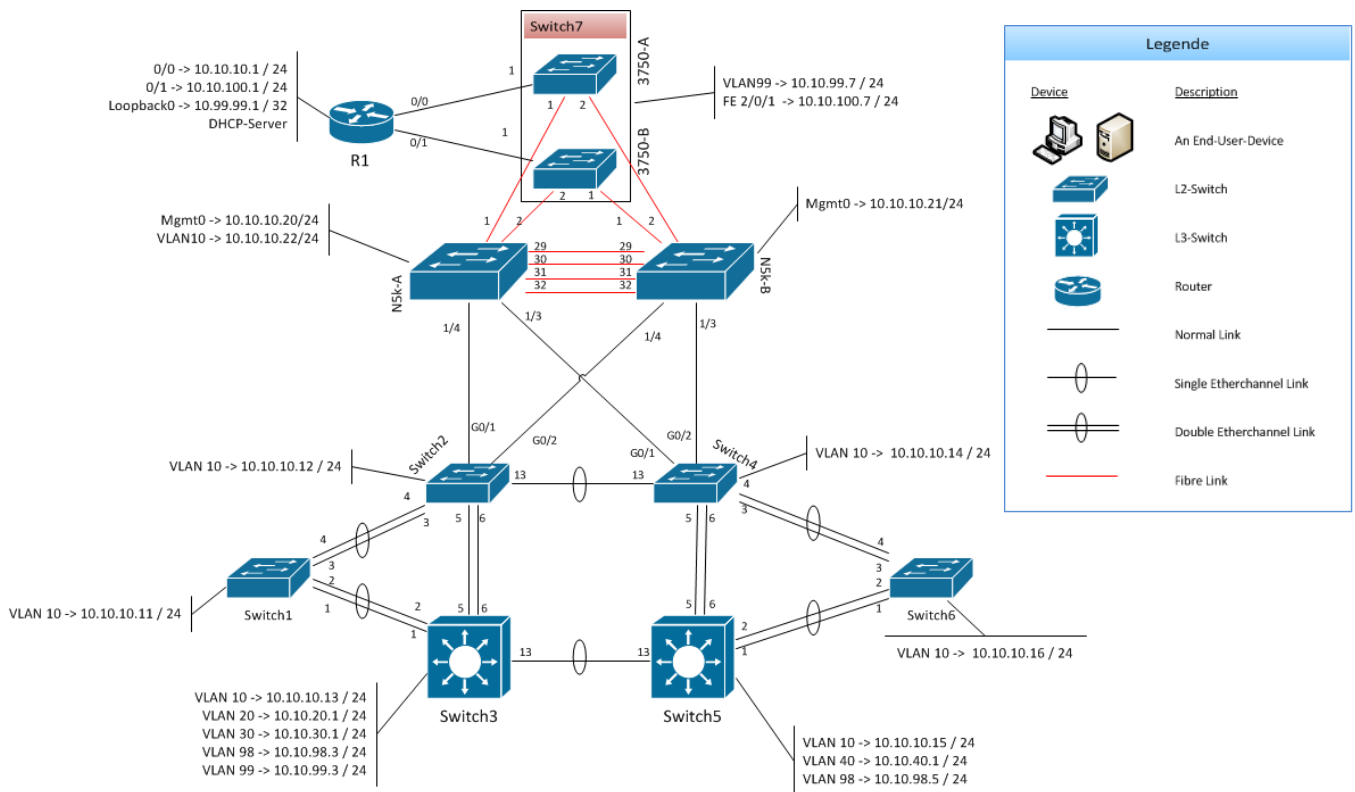 Switch7
3750-A
3750-B
0/0 -> 10.10.10.1 / 24
0/1 -> 10.10.100.1 / 24
Loopback0 -> 10.99.99.1 / 32
DHCP-Server
R1
0/0
0/1
1
1
1 2
2 1
VLAN99 -> 10.10.99.7 / 24
FE 2/0/1 -> 10.10.100.7 / 24
Mgmt0 -> 10.10.10.20/24
VLAN10 -> 10.10.10.22/24
Mgmt0 -> 10.10.10.21/24
1 2
1 2
29 29
30 30
31 31
32 32
N5k-A
N5k-B
1/4
1/3
1/4
1/3
G0/1
G0/2
G0/1
G0/2
Switch2
Switch4
VLAN 10 -> 10.10.10.12 / 24
VLAN 10 -> 10.10.10.14 / 24
13 13
4
3
5 6
5 6
4
3
4
3
2
1
4
3
2
1
Switch1
Switch6
VLAN 10 -> 10.10.10.11 / 24
VLAN 10 -> 10.10.10.16 / 24
2
1
5 6
5 6
2
1
13 13
Switch3
Switch5
VLAN 10 -> 10.10.10.13 / 24
VLAN 20 -> 10.10.20.1 / 24
VLAN 30 -> 10.10.30.1 / 24
VLAN 98 -> 10.10.98.3 / 24
VLAN 99 -> 10.10.99.3 / 24
VLAN 10 -> 10.10.10.15 / 24
VLAN 40 -> 10.10.40.1 / 24
VLAN 98 -> 10.10.98.5 / 24
Legende
Device Description
An End-User-Device
L2-Switch
L3-Switch
Router
Normal Link
Single Etherchannel Link
Double Etherchannel Link
Fibre Link